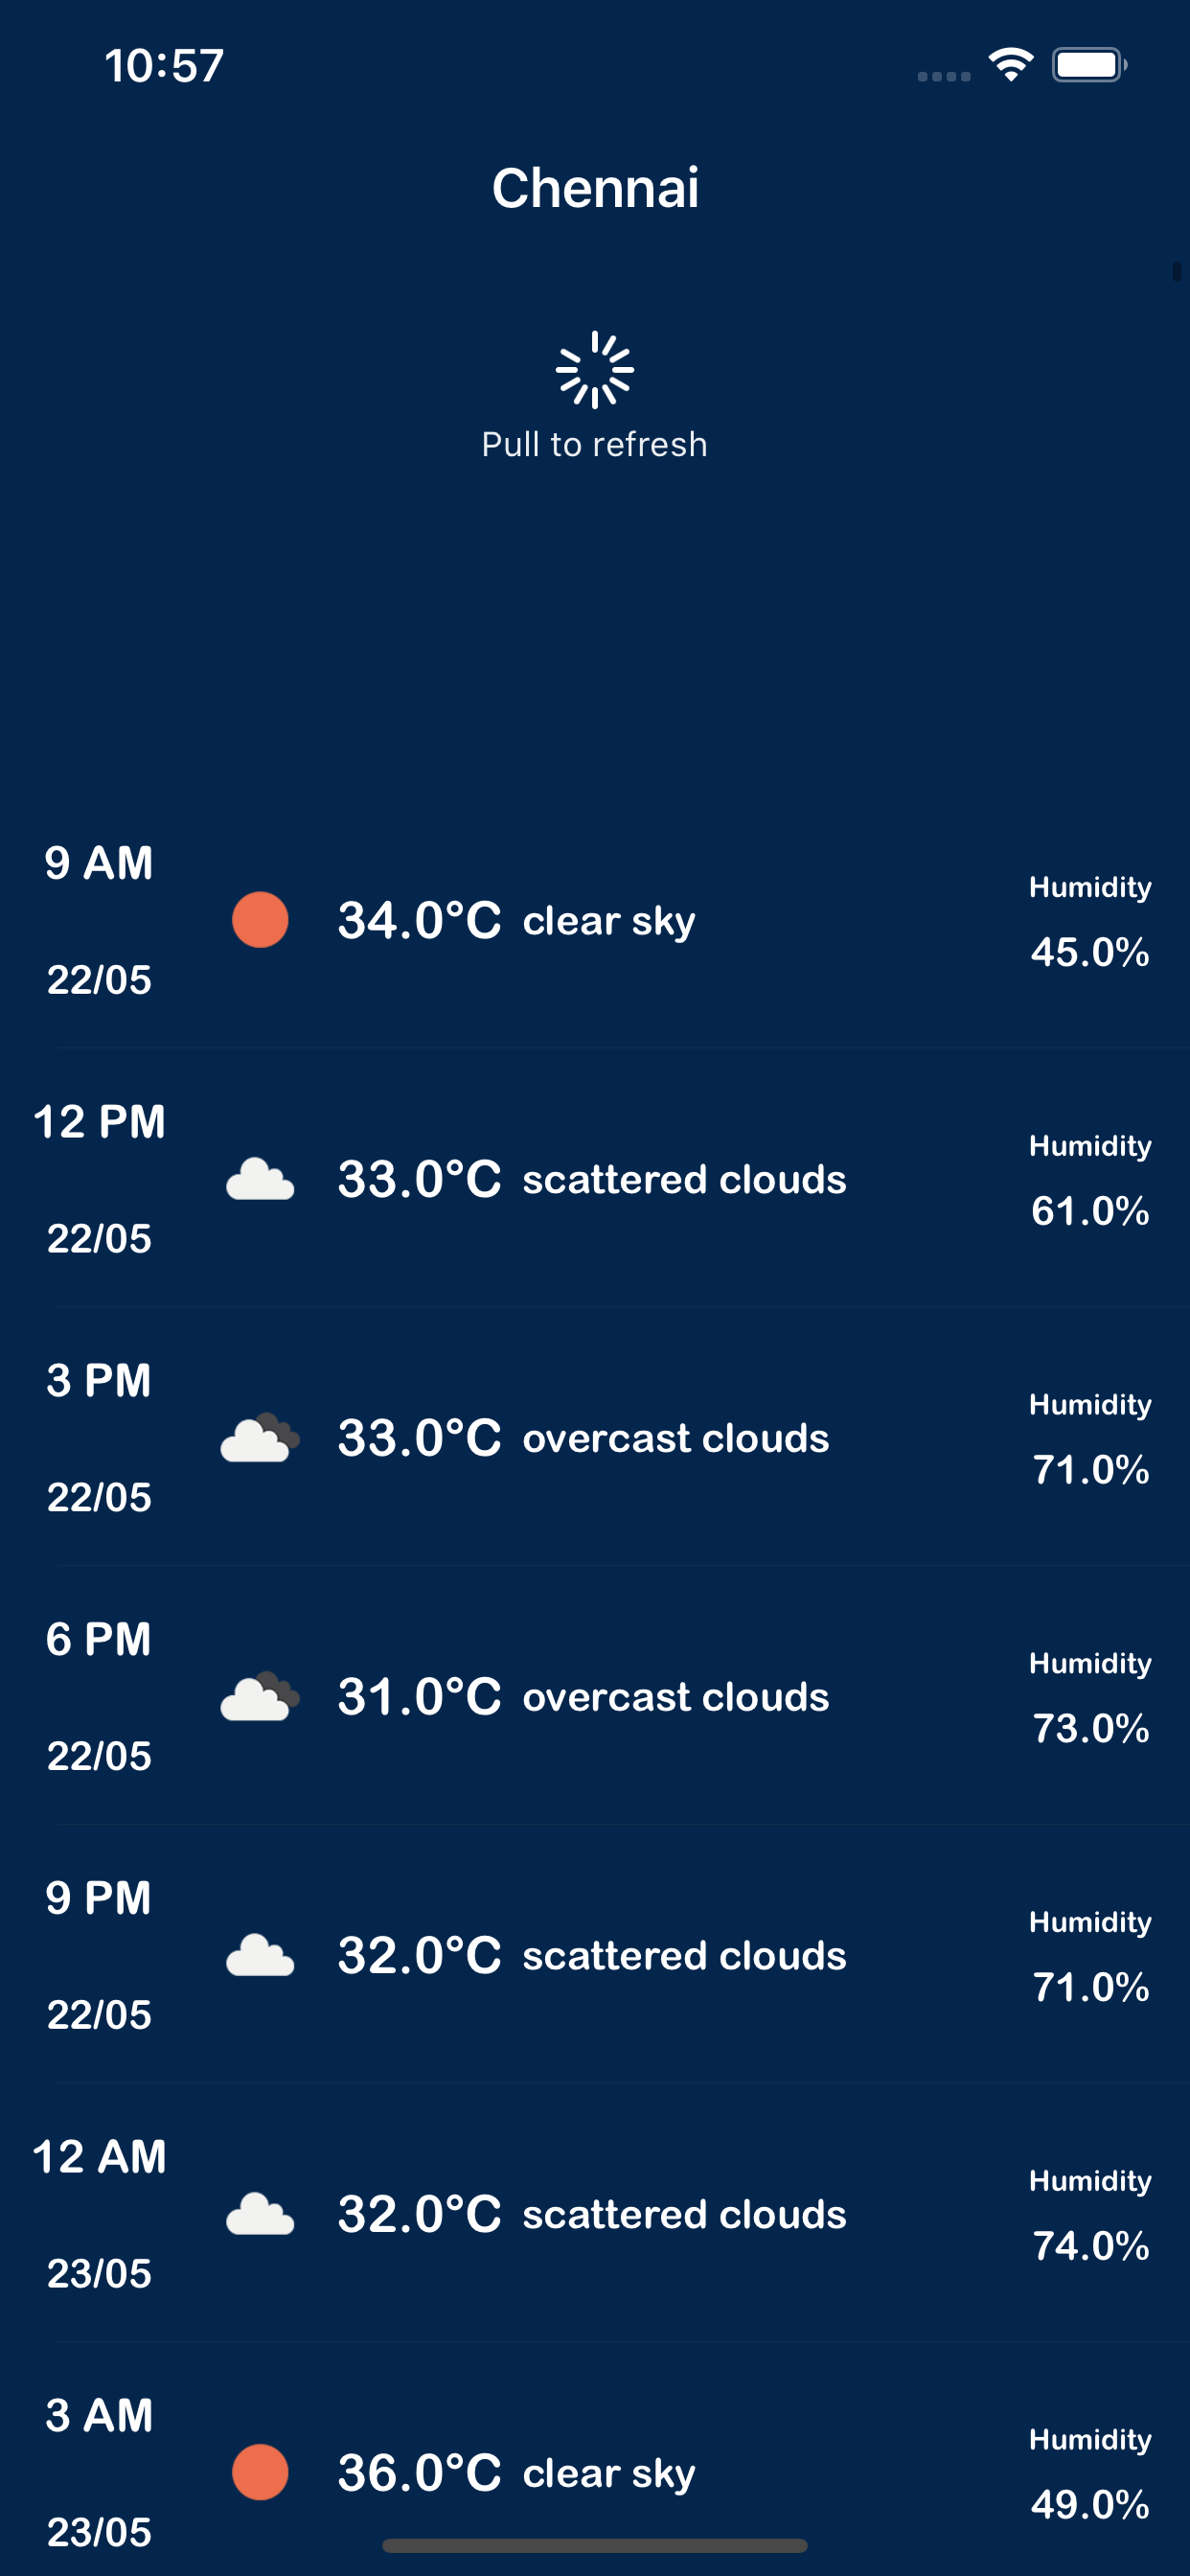 10:57
Chennai
Pull to refresh
9 AM
22/05
34.0°C clear sky
Humidity
45.0%
12 PM
22/05
33.0°C scattered clouds
Humidity
61.0%
3 PM
22/05
33.0°C overcast clouds
Humidity
71.0%
6 PM
22/05
31.0°C overcast clouds
Humidity
73.0%
9 PM
22/05
32.0°C scattered clouds
Humidity
71.0%
12 AM
23/05
32.0°C scattered clouds
Humidity
74.0%
3 AM
23/05
36.0°C clear sky
Humidity
49.0%